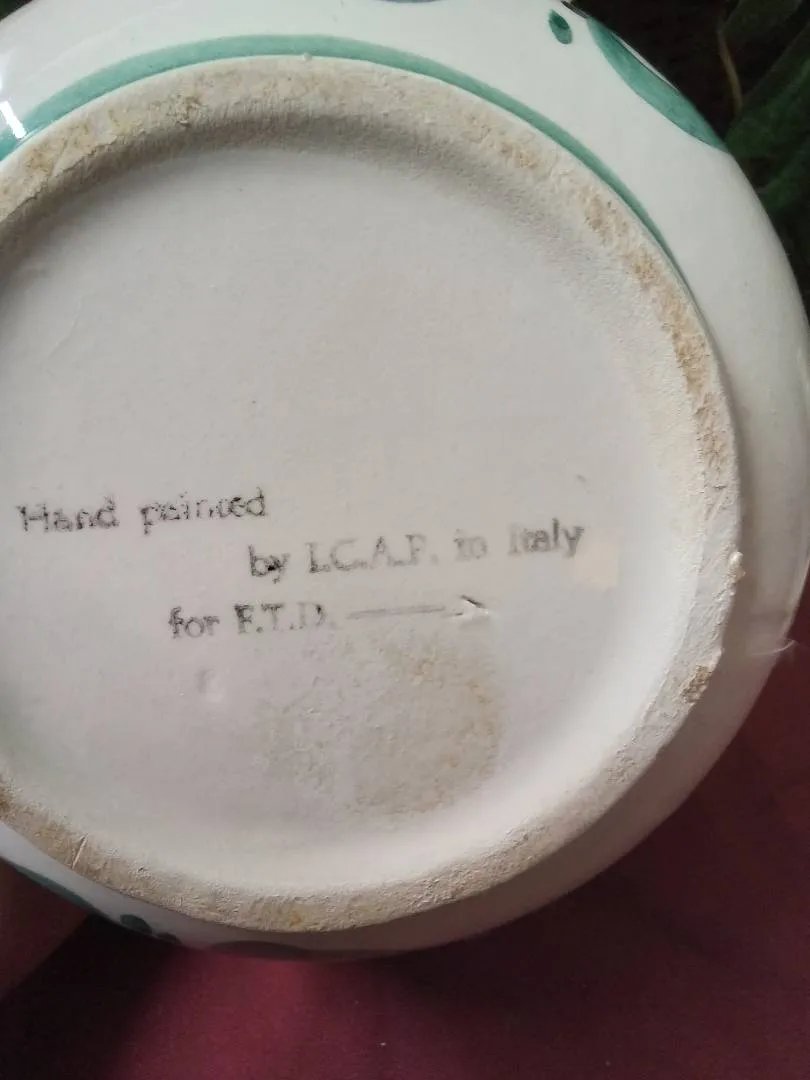 Hand painted
by I.C.A.P. in Italy
for F.T.D. →